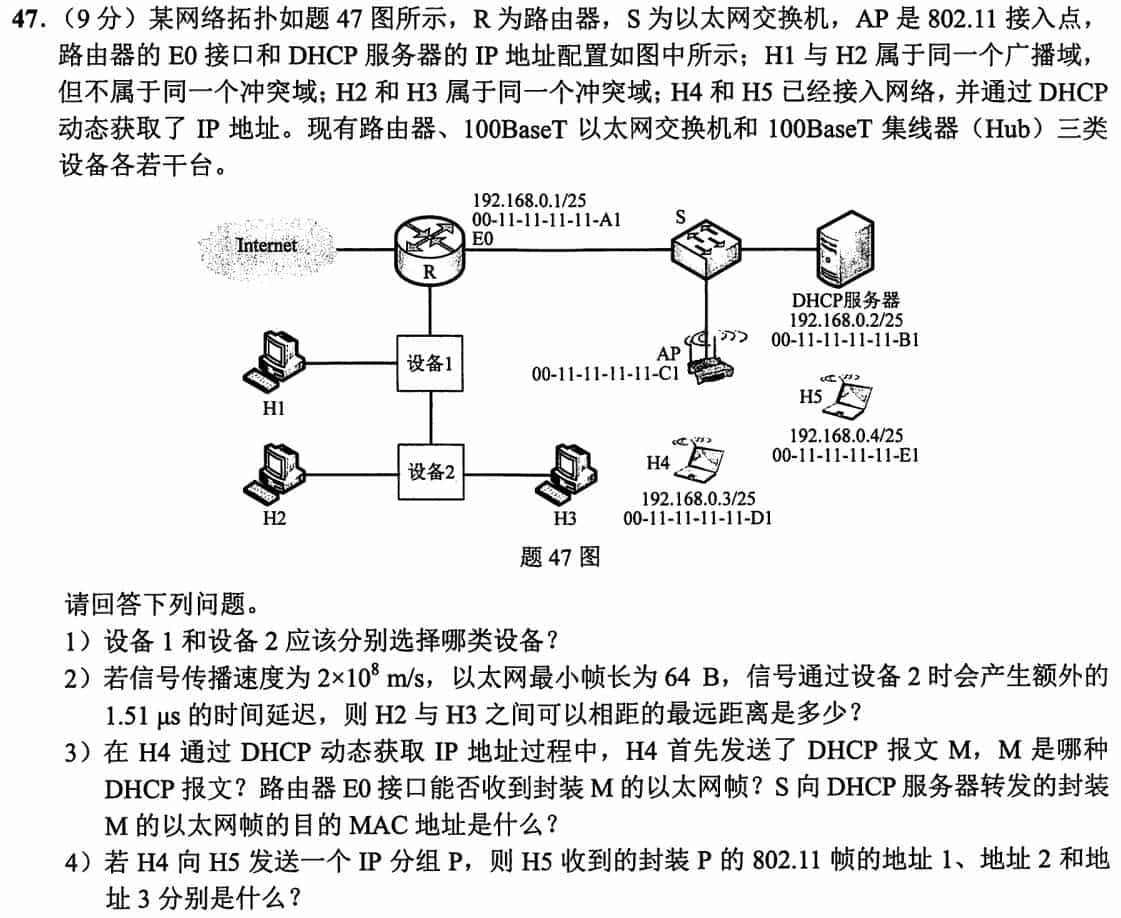 47.（9 分）某网络拓扑如题 47 图所示，R 为路由器，S 为以太网交换机，AP 是 802.11 接入点，
路由器的 E0 接口和 DHCP 服务器的 IP 地址配置如图中所示；H1 与 H2 属于同一个广播域，
但不属于同一个冲突域；H2 和 H3 属于同一个冲突域；H4 和 H5 已经接入网络，并通过 DHCP
动态获取了 IP 地址。现有路由器、100BaseT 以太网交换机和 100BaseT 集线器（Hub）三类
设备各若干台。
192.168.0.1/25
00-11-11-11-11-A1
E0
S
Internet
R
DHCP服务器
192.168.0.2/25
00-11-11-11-11-B1
设备1
AP
00-11-11-11-11-C1
H1
H5
192.168.0.4/25
00-11-11-11-11-E1
设备2
H4
192.168.0.3/25
00-11-11-11-11-D1
H2
H3
题 47 图
请回答下列问题。
1）设备 1 和设备 2 应该分别选择哪类设备？
2）若信号传播速度为 2×10⁸ m/s，以太网最小帧长为 64 B，信号通过设备 2 时会产生额外的
1.51 μs 的时间延迟，则 H2 与 H3 之间可以相距的最远距离是多少？
3）在 H4 通过 DHCP 动态获取 IP 地址过程中，H4 首先发送了 DHCP 报文 M，M 是哪种
DHCP 报文？路由器 E0 接口能否收到封装 M 的以太网帧？S 向 DHCP 服务器转发的封装
M 的以太网帧的目的 MAC 地址是什么？
4）若 H4 向 H5 发送一个 IP 分组 P，则 H5 收到的封装 P 的 802.11 帧的地址 1、地址 2 和地
址 3 分别是什么？